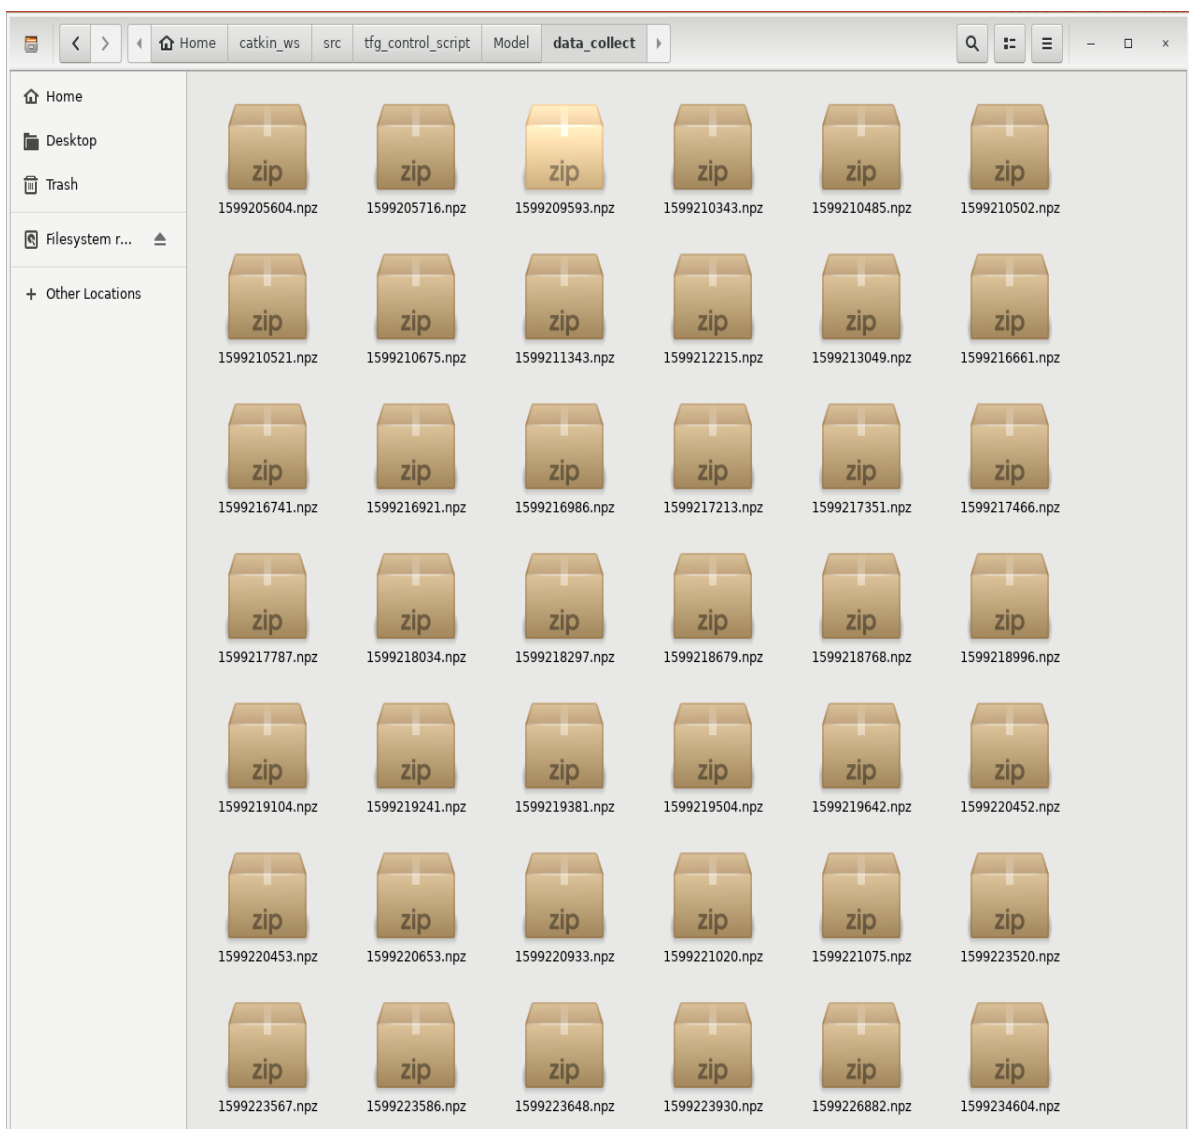 Home catkin_ws src tfg_control_script Model data_collect
Home
Desktop
Trash
Filesystem r...
Other Locations
zip zip zip zip zip zip
1599205604.npz 1599205716.npz 1599209593.npz 1599210343.npz 1599210485.npz 1599210502.npz
zip zip zip zip zip zip
1599210521.npz 1599210675.npz 1599211343.npz 1599212215.npz 1599213049.npz 1599216661.npz
zip zip zip zip zip zip
1599216741.npz 1599216921.npz 1599216986.npz 1599217213.npz 1599217351.npz 1599217466.npz
zip zip zip zip zip zip
1599217787.npz 1599218034.npz 1599218297.npz 1599218679.npz 1599218768.npz 1599218996.npz
zip zip zip zip zip zip
1599219104.npz 1599219241.npz 1599219381.npz 1599219504.npz 1599219642.npz 1599220452.npz
zip zip zip zip zip zip
1599220453.npz 1599220653.npz 1599220933.npz 1599221020.npz 1599221075.npz 1599223520.npz
zip zip zip zip zip zip
1599223567.npz 1599223586.npz 1599223648.npz 1599223930.npz 1599226882.npz 1599234604.npz